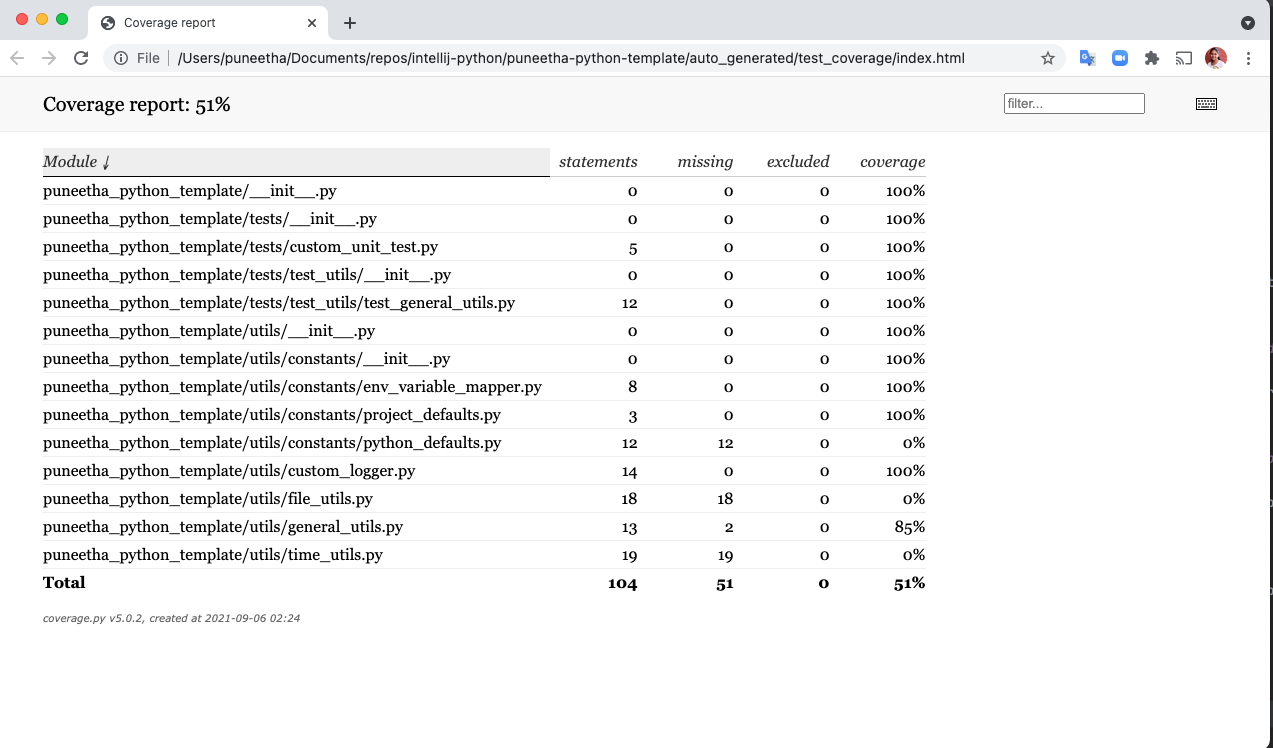 Coverage report
File /Users/puneetha/Documents/repos/intellij-python/puneetha-python-template/auto_generated/test_coverage/index.html
Coverage report: 51% filter...
Module ↓ statements missing excluded coverage
puneetha_python_template/__init__.py 0 0 0 100%
puneetha_python_template/tests/__init__.py 0 0 0 100%
puneetha_python_template/tests/custom_unit_test.py 5 0 0 100%
puneetha_python_template/tests/test_utils/__init__.py 0 0 0 100%
puneetha_python_template/tests/test_utils/test_general_utils.py 12 0 0 100%
puneetha_python_template/utils/__init__.py 0 0 0 100%
puneetha_python_template/utils/constants/__init__.py 0 0 0 100%
puneetha_python_template/utils/constants/env_variable_mapper.py 8 0 0 100%
puneetha_python_template/utils/constants/project_defaults.py 3 0 0 100%
puneetha_python_template/utils/constants/python_defaults.py 12 12 0 0%
puneetha_python_template/utils/custom_logger.py 14 0 0 100%
puneetha_python_template/utils/file_utils.py 18 18 0 0%
puneetha_python_template/utils/general_utils.py 13 2 0 85%
puneetha_python_template/utils/time_utils.py 19 19 0 0%
Total 104 51 0 51%
coverage.py v5.0.2, created at 2021-09-06 02:24